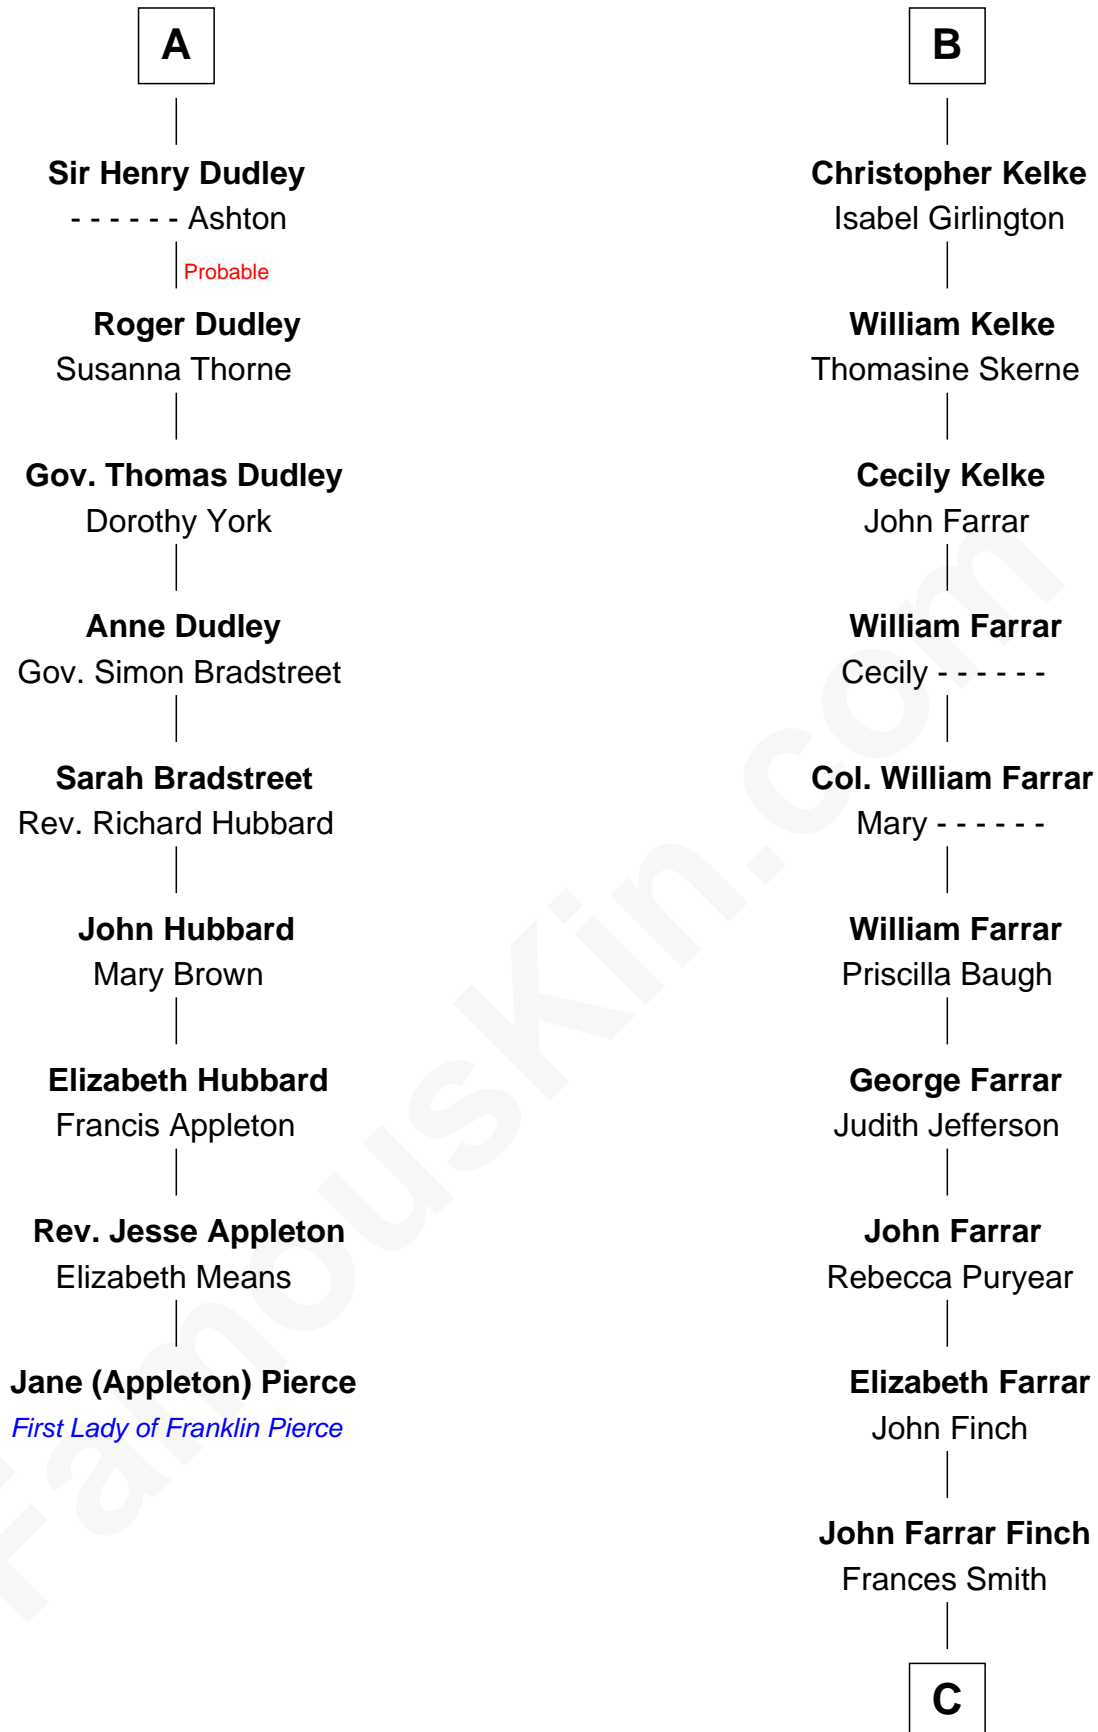 A
Sir Henry Dudley
- - - - - - Ashton
Probable
Roger Dudley
Susanna Thorne
Gov. Thomas Dudley
Dorothy York
Anne Dudley
Gov. Simon Bradstreet
Sarah Bradstreet
Rev. Richard Hubbard
John Hubbard
Mary Brown
Elizabeth Hubbard
Francis Appleton
Rev. Jesse Appleton
Elizabeth Means
Jane (Appleton) Pierce
First Lady of Franklin Pierce
B
Christopher Kelke
Isabel Girlington
William Kelke
Thomasine Skerne
Cecily Kelke
John Farrar
William Farrar
Cecily - - - - - -
Col. William Farrar
Mary - - - - - -
William Farrar
Priscilla Baugh
George Farrar
Judith Jefferson
John Farrar
Rebecca Puryear
Elizabeth Farrar
John Finch
John Farrar Finch
Frances Smith
C
FamousKin.com